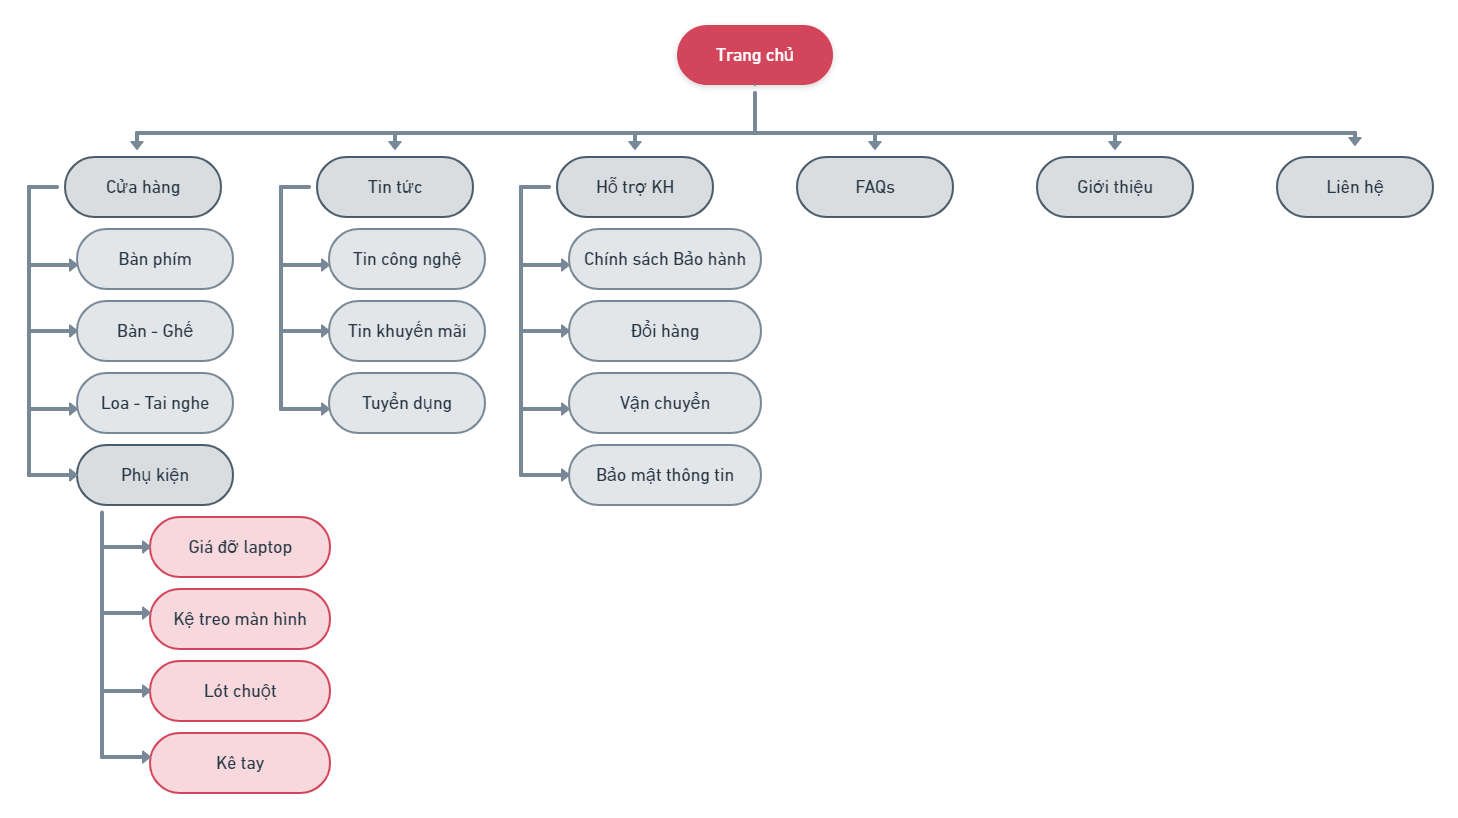 Trang chủ
Cửa hàng
Tin tức
Hỗ trợ KH
FAQs
Giới thiệu
Liên hệ
Bàn phím
Tin công nghệ
Chính sách Bảo hành
Bàn - Ghế
Tin khuyến mãi
Đổi hàng
Loa - Tai nghe
Tuyển dụng
Vận chuyển
Phụ kiện
Bảo mật thông tin
Giá đỡ laptop
Kệ treo màn hình
Lót chuột
Kê tay